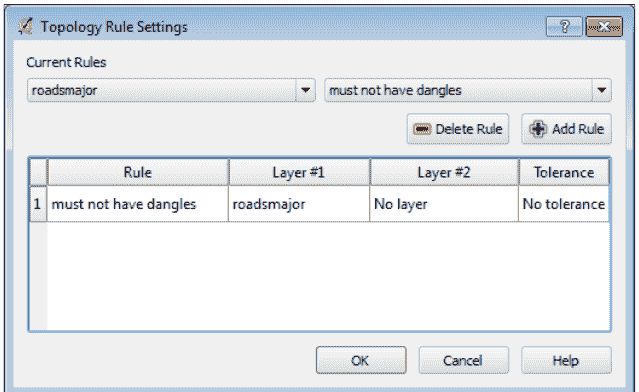 Topology Rule Settings
Current Rules
roadsmajor must not have dangles
Delete Rule Add Rule
Rule Layer #1 Layer #2 Tolerance
1 must not have dangles roadsmajor No layer No tolerance
OK Cancel Help